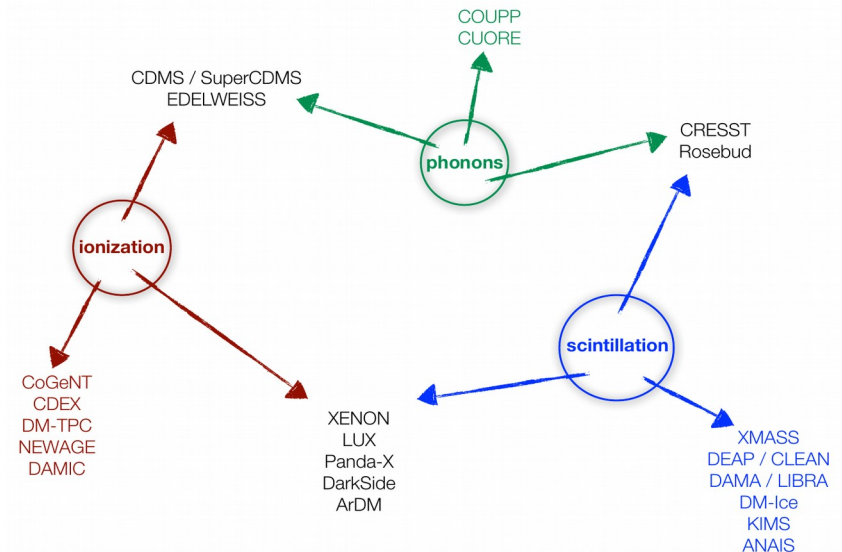 COUPP
CUORE
CDMS / SuperCDMS
EDELWEISS
CRESST
Rosebud
phonons
ionization
scintillation
CoGeNT
CDEX
DM-TPC
NEWAGE
DAMIC
XENON
LUX
Panda-X
DarkSide
ArDM
XMASS
DEAP / CLEAN
DAMA / LIBRA
DM-Ice
KIMS
ANAIS